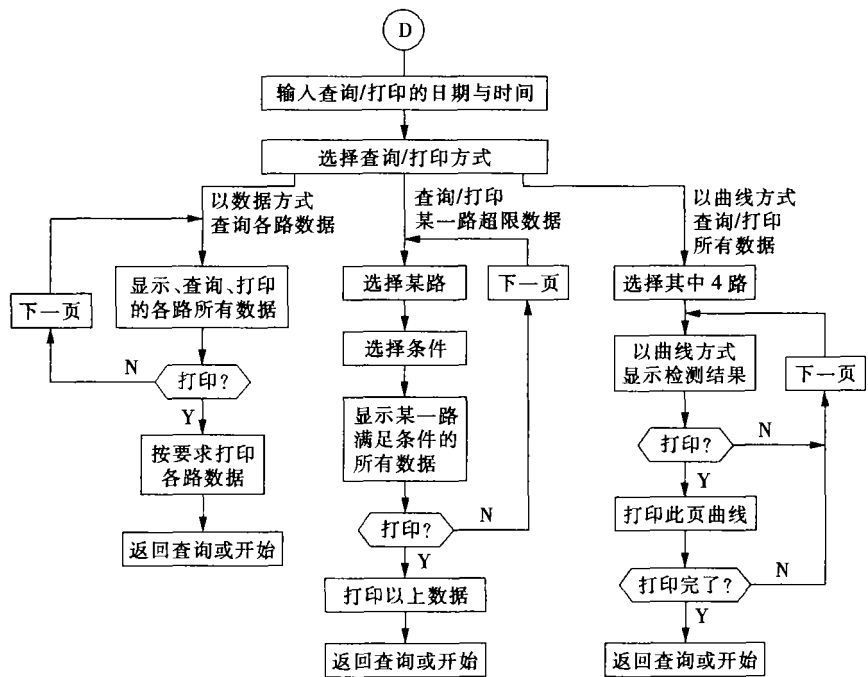 D
输入查询/打印的日期与时间
选择查询/打印方式
以数据方式
查询各路数据
下一页
显示、查询、打印
的各路所有数据
N
打印?
Y
按要求打印
各路数据
返回查询或开始
查询/打印
某一路超限数据
选择某路
下一页
选择条件
显示某一路
满足条件的
所有数据
打印?
N
Y
打印以上数据
返回查询或开始
以曲线方式
查询/打印
所有数据
选择其中4路
以曲线方式
显示检测结果
下一页
打印?
N
Y
打印此页曲线
打印完了?
N
Y
返回查询或开始